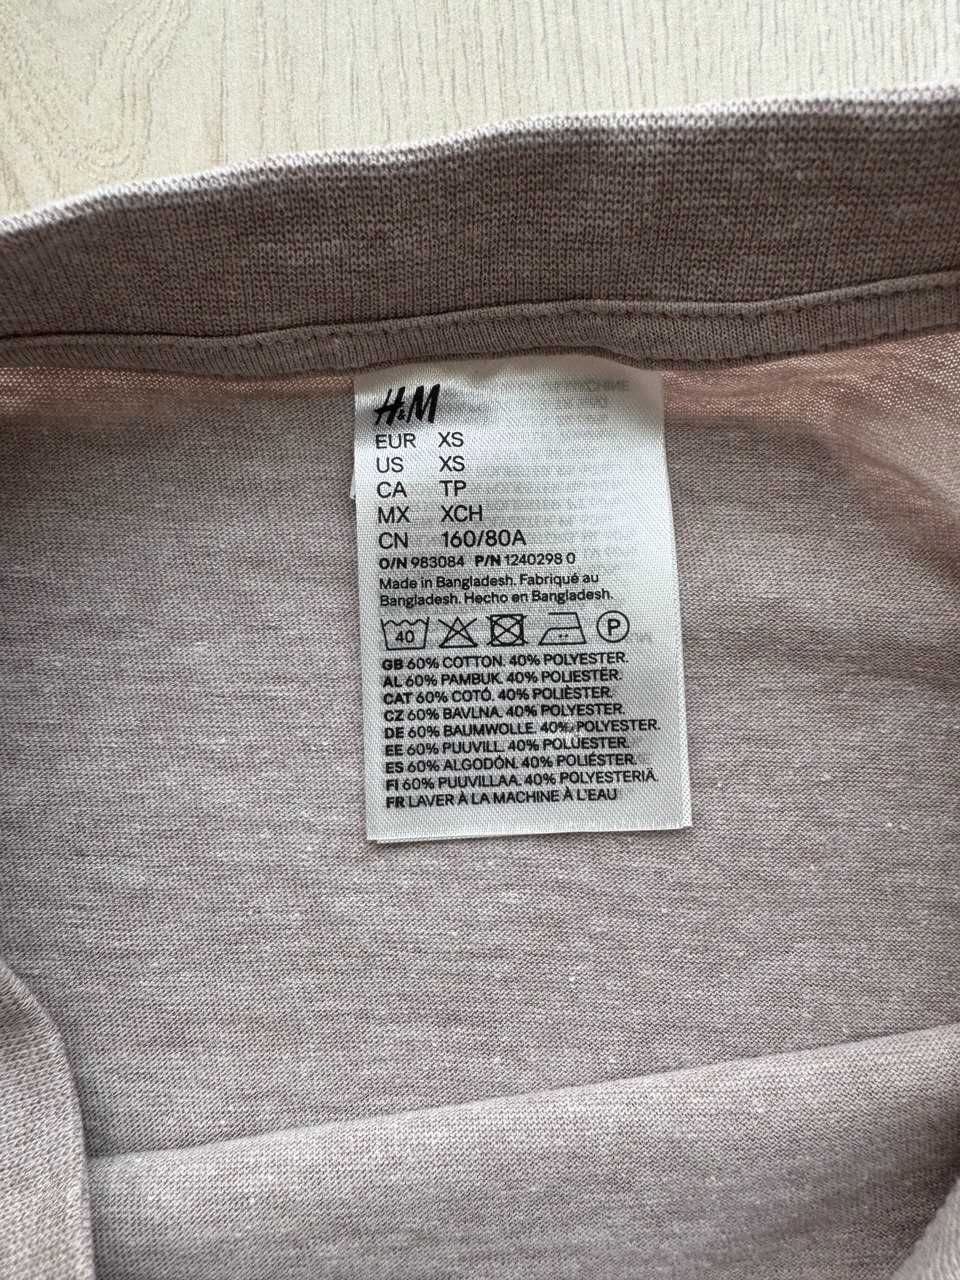 H&M
EUR XS
US XS
CA TP
MX XCH
CN 160/80A
O/N 983084 P/N 1240298 0
Made in Bangladesh. Fabriqué au
Bangladesh. Hecho en Bangladesh.
40 P
GB 60% COTTON. 40% POLYESTER.
AL 60% PAMBUK. 40% POLIESTËR.
CAT 60% COTÓ. 40% POLIÈSTER.
CZ 60% BAVLNA. 40% POLYESTER.
DE 60% BAUMWOLLE. 40% POLYESTER.
EE 60% PUUVILL. 40% POLÜESTER.
ES 60% ALGODÓN. 40% POLIÉSTER.
FI 60% PUUVILLAA. 40% POLYESTERIÄ.
FR LAVER À LA MACHINE À L'EAU